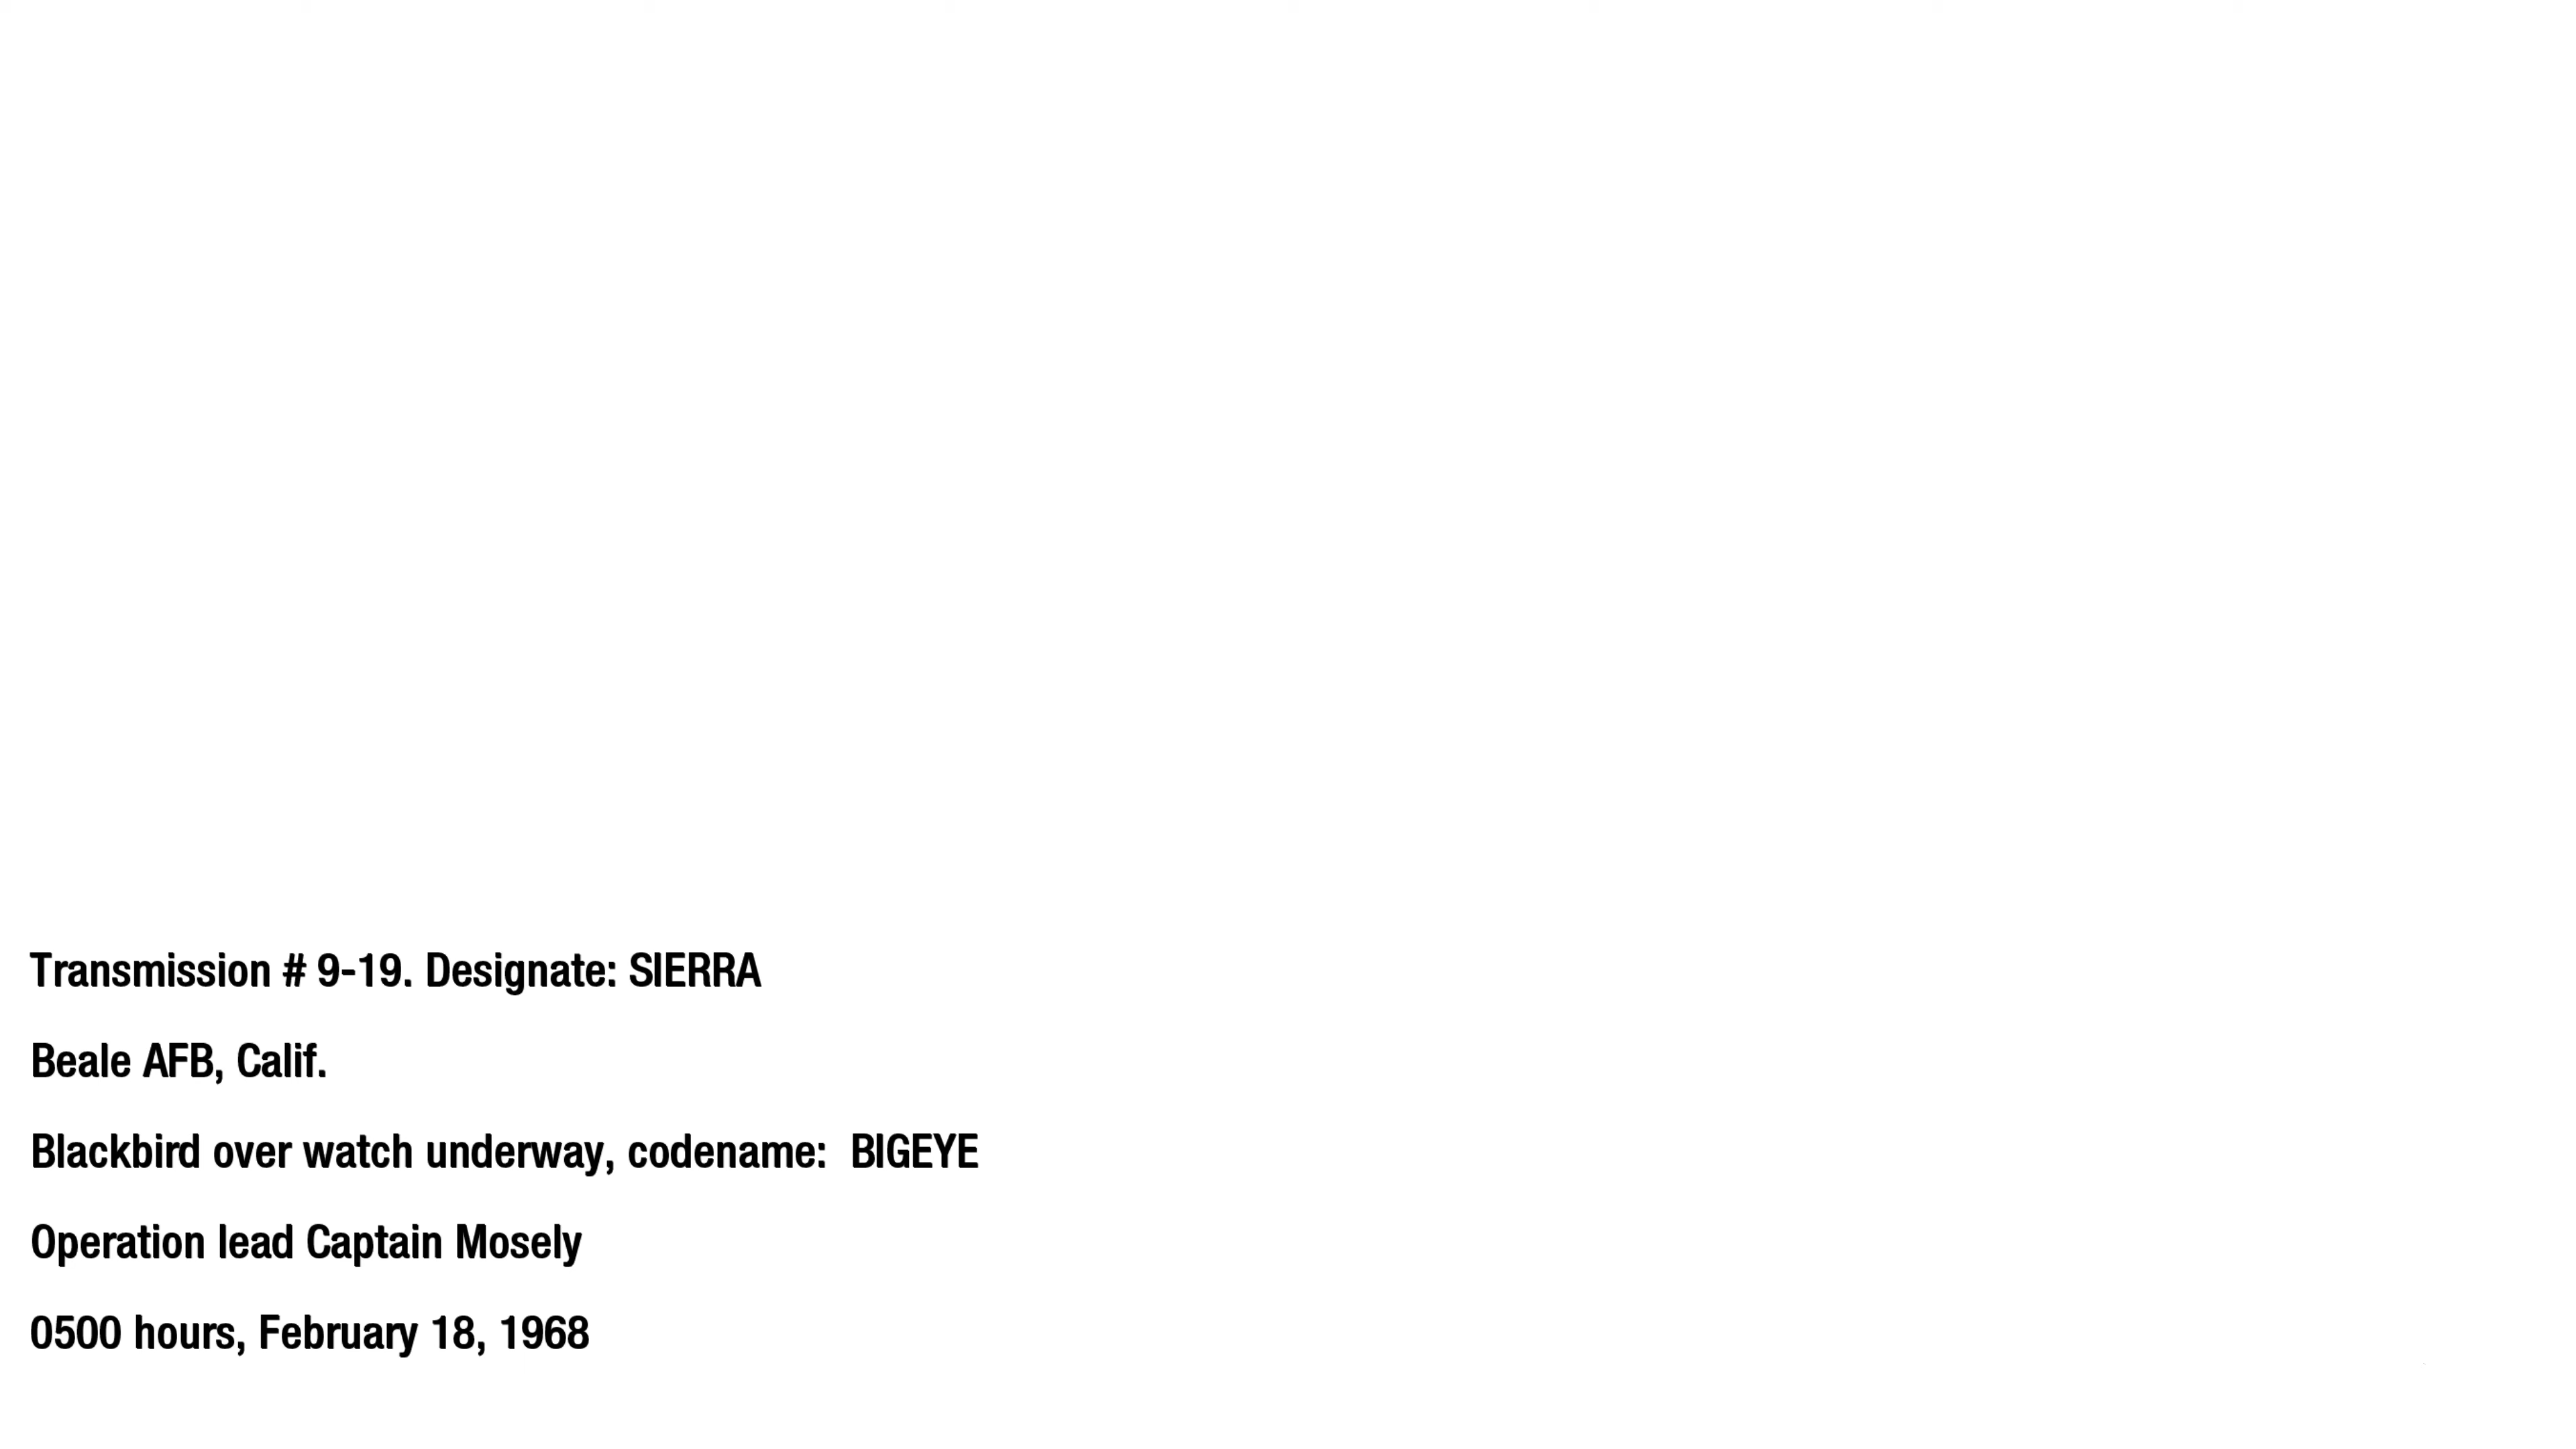 Transmission # 9-19. Designate: SIERRA
Beale AFB, Calif.
Blackbird over watch underway, codename:  BIGEYE
Operation lead Captain Mosely
0500 hours, February 18, 1968